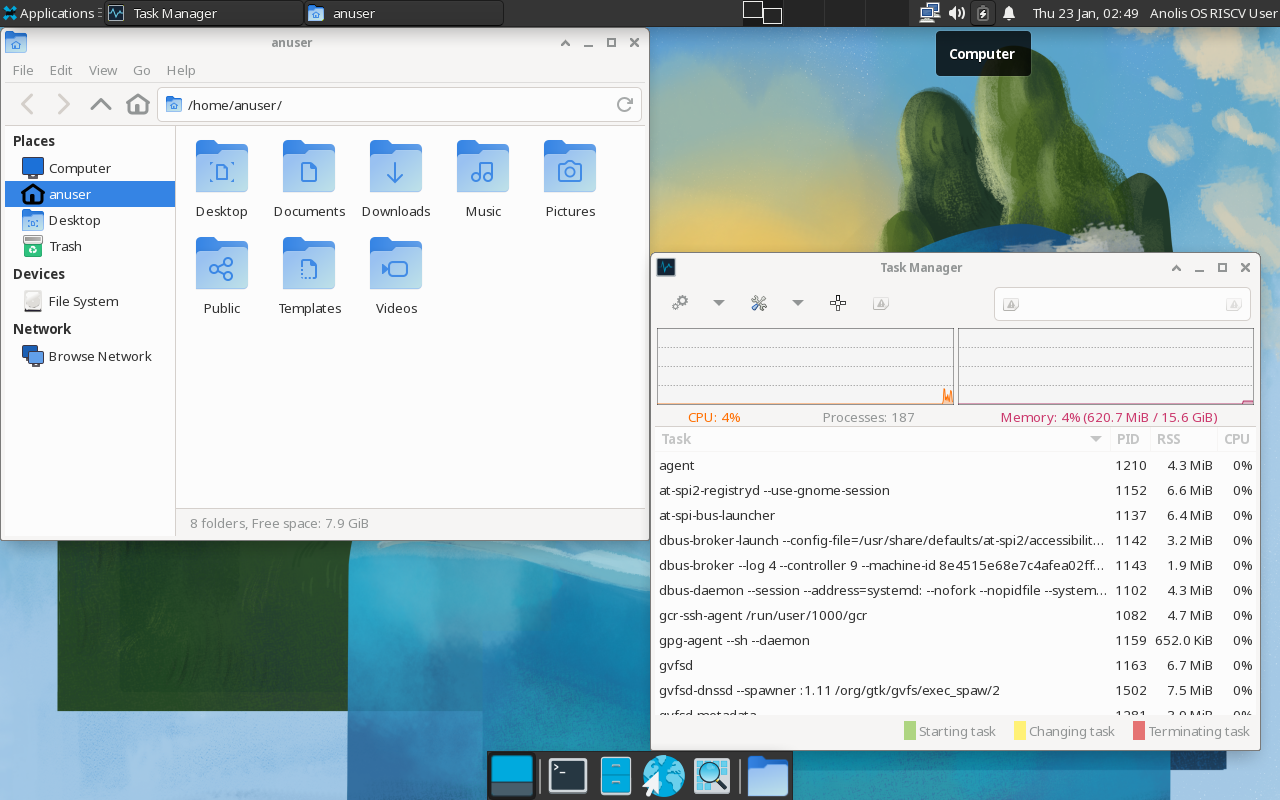 Applications
Task Manager
anuser
Thu 23 Jan, 02:49
Anolis OS RISCV User
anuser
Computer
File Edit View Go Help
/home/anuser/
Places
Computer
anuser
Desktop
Trash
Devices
File System
Network
Browse Network
Desktop Documents Downloads Music Pictures
Public Templates Videos
8 folders, Free space: 7.9 GiB
Task Manager
CPU: 4% Processes: 187 Memory: 4% (620.7 MiB / 15.6 GiB)
Task PID RSS CPU
agent 1210 4.3 MiB 0%
at-spi2-registryd --use-gnome-session 1152 6.6 MiB 0%
at-spi-bus-launcher 1137 6.4 MiB 0%
dbus-broker-launch --config-file=/usr/share/defaults/at-spi2/accessibilit... 1142 3.2 MiB 0%
dbus-broker --log 4 --controller 9 --machine-id 8e4515e68e7c4afea02ff... 1143 1.9 MiB 0%
dbus-daemon --session --address=systemd: --nofork --nopidfile --system... 1102 4.3 MiB 0%
gcr-ssh-agent /run/user/1000/gcr 1082 4.7 MiB 0%
gpg-agent --sh --daemon 1159 652.0 KiB 0%
gvfsd 1163 6.7 MiB 0%
gvfsd-dnssd --spawner :1.11 /org/gtk/gvfs/exec_spaw/2 1502 7.5 MiB 0%
gvfsd-metadata
Starting task Changing task Terminating task